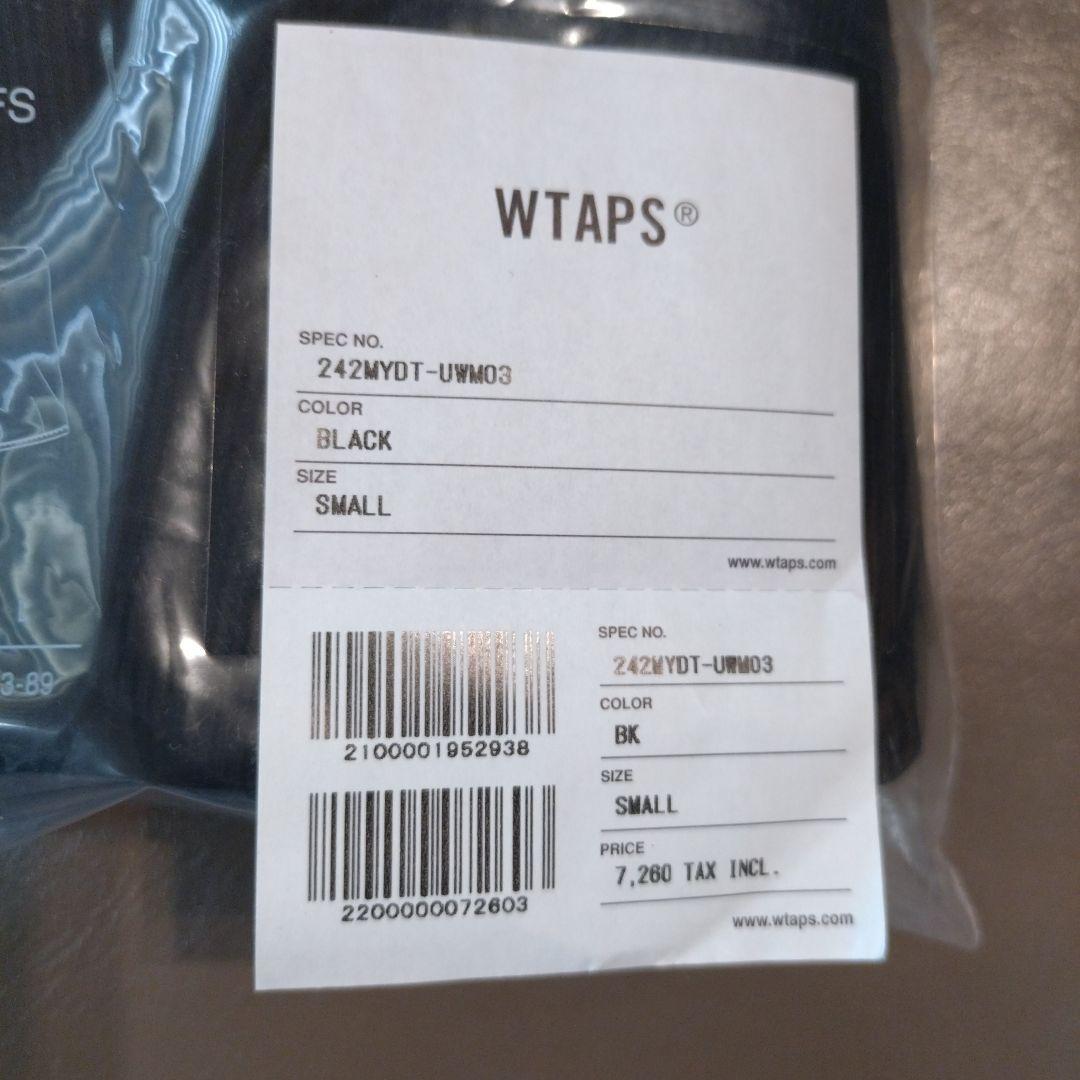 WTAPS®
SPEC NO.
242MYDT-UWM03
COLOR
BLACK
SIZE
SMALL
www.wtaps.com
2100001952938
2200000072603
SPEC NO.
242MYDT-UWM03
COLOR
BK
SIZE
SMALL
PRICE
7,260 TAX INCL.
www.wtaps.com
FS
3-89